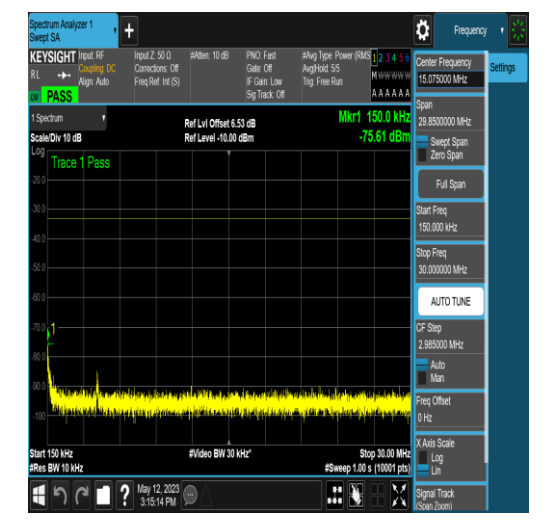 Spectrum Analyzer 1
Swept SA
+
Frequency
KEYSIGHT
Input: RF
Coupling: DC
Align: Auto
Input Z: 50 Ω
Corrections: Off
Freq Ref: Int (S)
#Atten: 10 dB
PNO: Fast
Gate: Off
IF Gain: Low
Sig Track: Off
#Avg Type: Power (RMS
Avg|Hold: 5/5
Trig: Free Run
1 2 3 4 5 6
M W W W W W
A A A A A A
RL
PASS
1 Spectrum
Scale/Div 10 dB
Ref Lvl Offset 6.53 dB
Ref Level -10.00 dBm
Mkr1 150.0 kHz
-75.61 dBm
Log
Trace 1 Pass
-20.0
-30.0
-40.0
-50.0
-60.0
-70.0
1
-80.0
-90.0
-100
Start 150 kHz
#Res BW 10 kHz
#Video BW 30 kHz*
Stop 30.00 MHz
#Sweep 1.00 s (10001 pts)
?
May 12, 2023
3:15:14 PM
Center Frequency
15.075000 MHz
Settings
Span
29.8500000 MHz
Swept Span
Zero Span
Full Span
Start Freq
150.000 kHz
Stop Freq
30.000000 MHz
AUTO TUNE
CF Step
2.985000 MHz
Auto
Man
Freq Offset
0 Hz
X Axis Scale
Log
Lin
Signal Track
(Span Zoom)